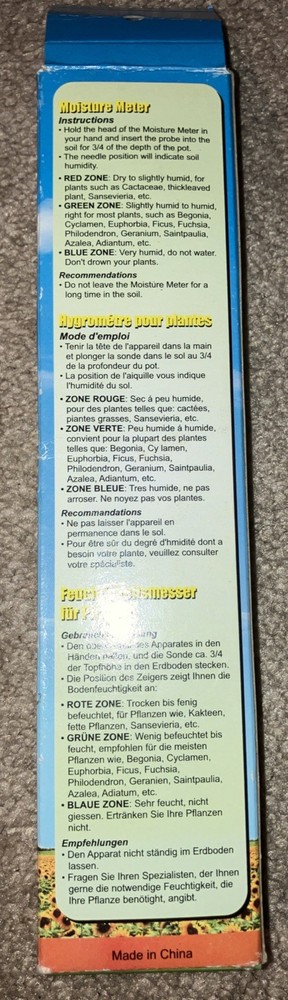 Moisture Meter
Instructions
• Hold the head of the Moisture Meter in
your hand and insert the probe into the
soil for 3/4 of the depth of the pot.
• The needle position will indicate soil
humidity.
• RED ZONE: Dry to slightly humid, for
plants such as Cactaceae, thickleaved
plant, Sansevieria, etc.
• GREEN ZONE: Slightly humid to humid,
right for most plants, such as Begonia,
Cyclamen, Euphorbia, Ficus, Fuchsia,
Philodendron, Geranium, Saintpaulia,
Azalea, Adiantum, etc.
• BLUE ZONE: Very humid, do not water.
Don't drown your plants.
Recommendations
• Do not leave the Moisture Meter for a
long time in the soil.
Hygromètre pour plantes
Mode d'emploi
• Tenir la tête de l'appareil dans la main
et plonger la sonde dans le sol au 3/4
de la profondeur du pot.
• La position de l'aiquille vous indique
l'humidité du sol.
• ZONE ROUGE: Sec á peu humide,
pour des plantes telles que: cactées,
plantes grasses, Sansevieria, etc.
• ZONE VERTE: Peu humide à humide,
convient pour la plupart des plantes
telles que: Begonia, Cy lamen,
Euphorbia, Ficus, Fuchsia,
Philodendron, Geranium, Saintpaulia,
Azalea, Adiantum, etc.
• ZONE BLEUE: Tres humide, ne pas
arroser. Ne noyez pas vos plantes.
Recommandations
• Ne pas laisser l'appareil en
permanence dans le sol.
• Pour être sûr du degré d'hmidité dont a
besoin votre plante, veuillez consulter
votre spécialiste.
für
• Den des Apparates in den
Händen und die Sonde ca. 3/4
der Topfhöhe in den Erdboden stecken.
• Die Position des Zeigers zeigt Ihnen die
Bodenfeuchtigkeit an:
• ROTE ZONE: Trocken bis fenig
befeuchtet, für Pflanzen wie, Kakteen,
fette Pflanzen, Sansevieria, etc.
• GRÜNE ZONE: Wenig befeuchtet bis
feucht, empfohlen für die meisten
Pflanzen wie, Begonia, Cyclamen,
Euphorbia, Ficus, Fuchsia,
Philodendron, Geranien, Saintpaulia,
Azalea, Adiatum, etc.
• BLAUE ZONE: Sehr feucht, nicht
giessen. Ertränken Sie Ihre Pflanzen
nicht.
Empfehlungen
• Den Apparat nicht ständig im Erdboden
lassen.
• Fragen Sie Ihren Spezialisten, der Ihnen
gerne die notwendige Feuchtigkeit, die
Ihre Pflanze benötight, angibt.
Made in China